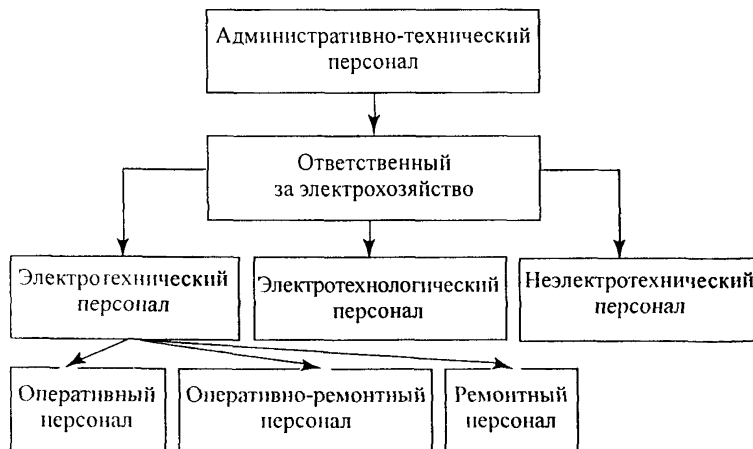 Административно-технический
персонал
Ответственный
за электрохозяйство
Электротехнический
персонал
Электротехнологический
персонал
Неэлектротехнический
персонал
Оперативный
персонал
Оперативно-ремонтный
персонал
Ремонтный
персонал